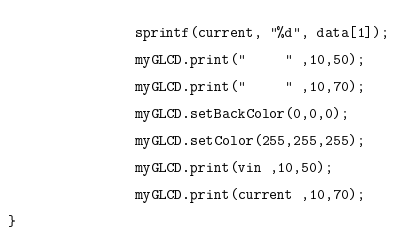 sprintf(current, "%d", data[1]);
myGLCD.print("     " ,10,50);
myGLCD.print("     " ,10,70);
myGLCD.setBackColor(0,0,0);
myGLCD.setColor(255,255,255);
myGLCD.print(vin ,10,50);
myGLCD.print(current ,10,70);
}